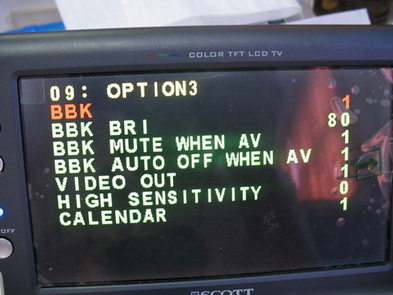 COLOR TFT LCD TV
09: OPTION3
BBK 1
BBK BRI 80
BBK MUTE WHEN AV 1
BBK AUTO OFF WHEN AV 1
VIDEO OUT 1
HIGH SENSITIVITY 0
CALENDAR 1
/OFF
SCOTT